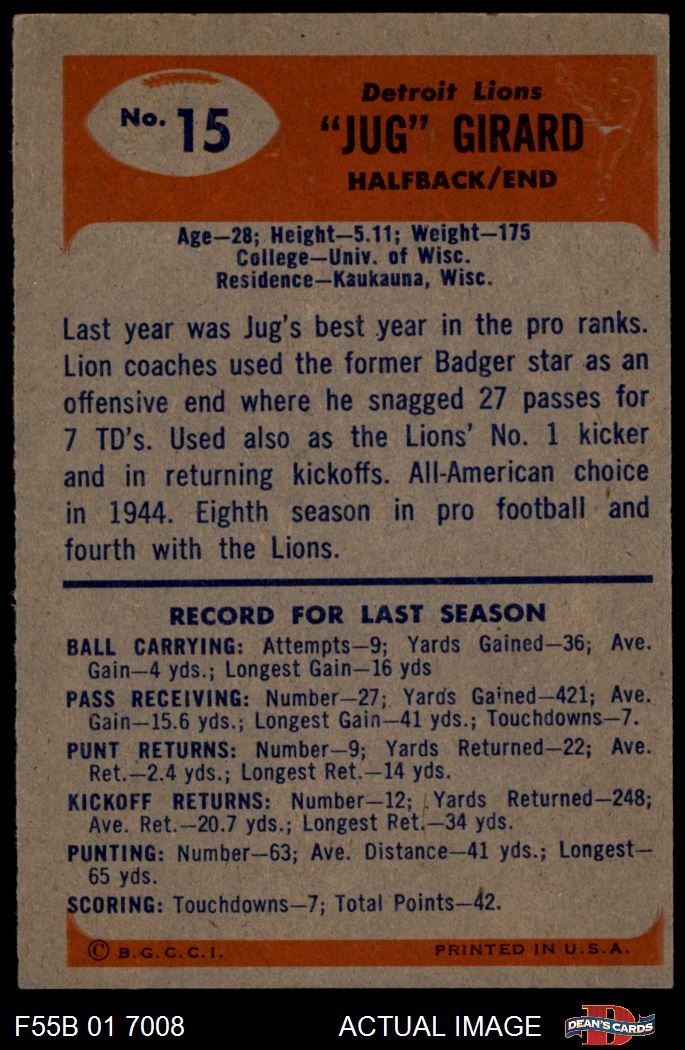 No. 15
Detroit Lions
"JUG" GIRARD
HALFBACK/END
Age—28; Height—5.11; Weight—175
College—Univ. of Wisc.
Residence—Kaukauna, Wisc.
Last year was Jug's best year in the pro ranks.
Lion coaches used the former Badger star as an
offensive end where he snagged 27 passes for
7 TD's. Used also as the Lions' No. 1 kicker
and in returning kickoffs. All-American choice
in 1944. Eighth season in pro football and
fourth with the Lions.
RECORD FOR LAST SEASON
BALL CARRYING: Attempts—9; Yards Gained—36; Ave.
Gain—4 yds.; Longest Gain—16 yds
PASS RECEIVING: Number—27; Yards Gained—421; Ave.
Gain—15.6 yds.; Longest Gain—41 yds.; Touchdowns—7.
PUNT RETURNS: Number—9; Yards Returned—22; Ave.
Ret.—2.4 yds.; Longest Ret.—14 yds.
KICKOFF RETURNS: Number—12; Yards Returned—248;
Ave. Ret.—20.7 yds.; Longest Ret.—34 yds.
PUNTING: Number—63; Ave. Distance—41 yds.; Longest—
65 yds.
SCORING: Touchdowns—7; Total Points—42.
© B.G.C.C.I. PRINTED IN U.S.A.
F55B 01 7008 ACTUAL IMAGE D DEAN'S CARDS